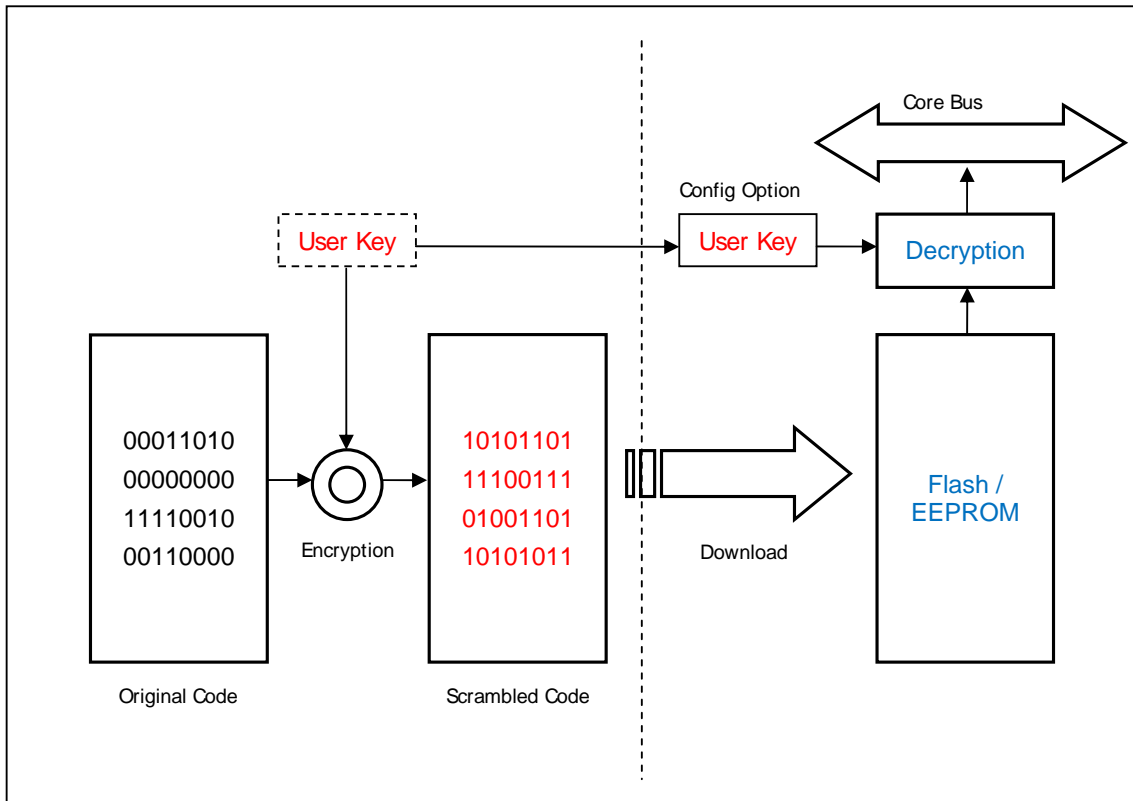 Core Bus
Config Option
User Key
User Key
Decryption
00011010
00000000
11110010
00110000
Encryption
10101101
11100111
01001101
10101011
Download
Flash /
EEPROM
Original Code
Scrambled Code